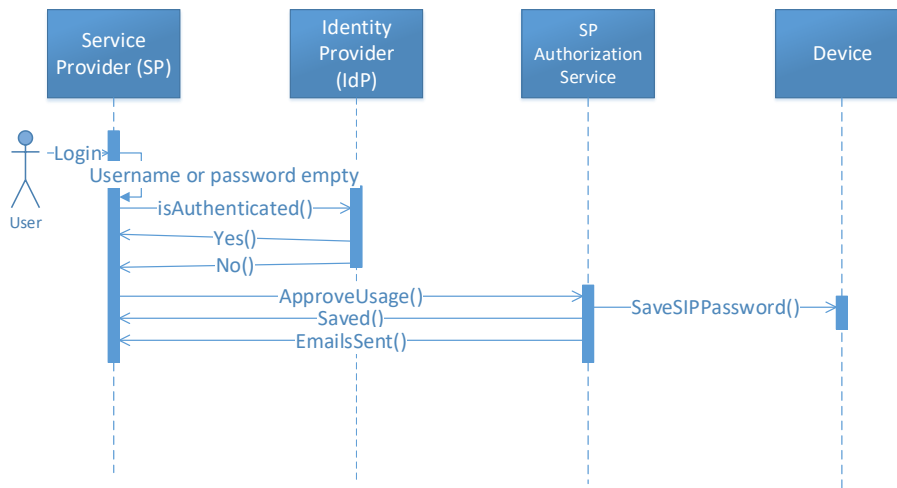 Service
Provider (SP)
Identity
Provider
(IdP)
SP
Authorization
Service
Device
Login
Username or password empty
User
isAuthenticated()
Yes()
No()
ApproveUsage()
SaveSIPPassword()
Saved()
EmailsSent()